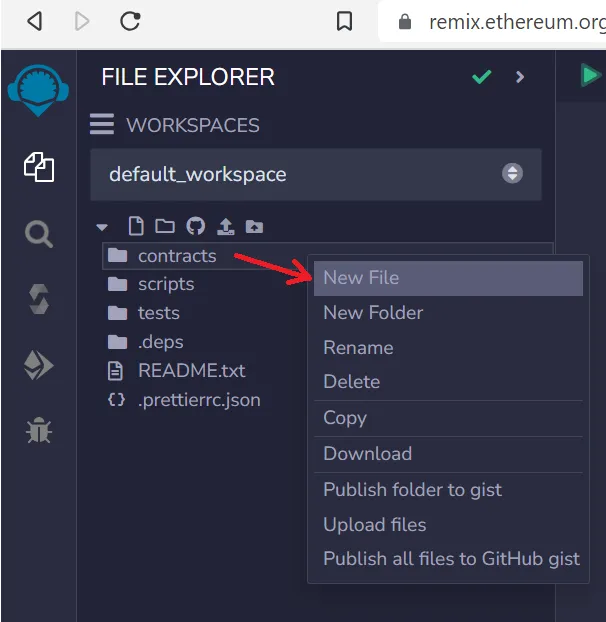 remix.ethereum.org
FILE EXPLORER
WORKSPACES
default_workspace
contracts
scripts
tests
.deps
README.txt
.prettierrc.json
New File
New Folder
Rename
Delete
Copy
Download
Publish folder to gist
Upload files
Publish all files to GitHub gist